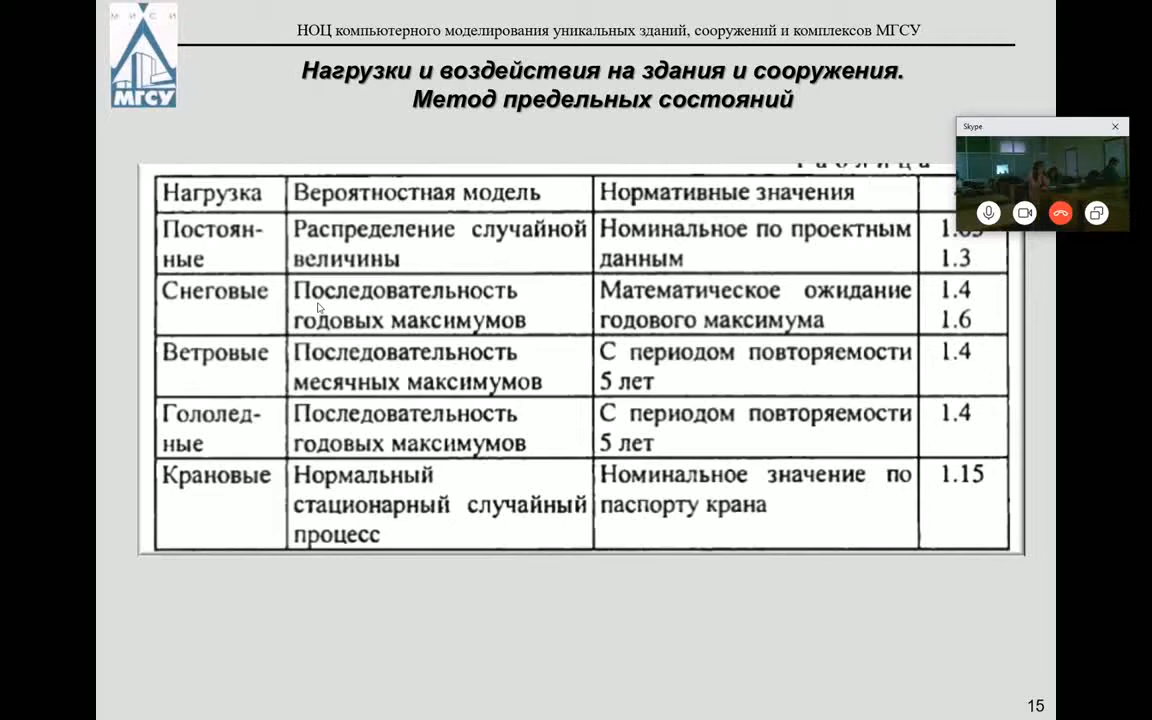 М И С И
МГСУ
НОЦ компьютерного моделирования уникальных зданий, сооружений и комплексов МГСУ
Нагрузки и воздействия на здания и сооружения.
Метод предельных состояний
Skype
Нагрузка Вероятностная модель Нормативные значения
Постоян- Распределение случайной Номинальное по проектным
ные величины данным 1.3
Снеговые Последовательность Математическое ожидание 1.4
годовых максимумов годового максимума 1.6
Ветровые Последовательность С периодом повторяемости 1.4
месячных максимумов 5 лет
Гололед- Последовательность С периодом повторяемости 1.4
ные годовых максимумов 5 лет
Крановые Нормальный Номинальное значение по 1.15
стационарный случайный паспорту крана
процесс
15